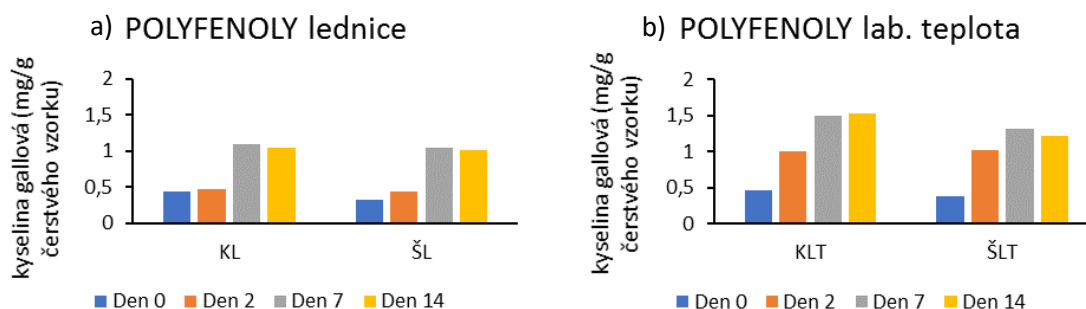 a) POLYFENOLY lednice
kyselina gallová (mg/g
čerstvého vzorku)
2
1,5
1
0,5
0
KL ŠL
Den 0 Den 2 Den 7 Den 14
b) POLYFENOLY lab. teplota
kyselina gallová (mg/g
čerstvého vzorku)
2
1,5
1
0,5
0
KLT ŠLT
Den 0 Den 2 Den 7 Den 14